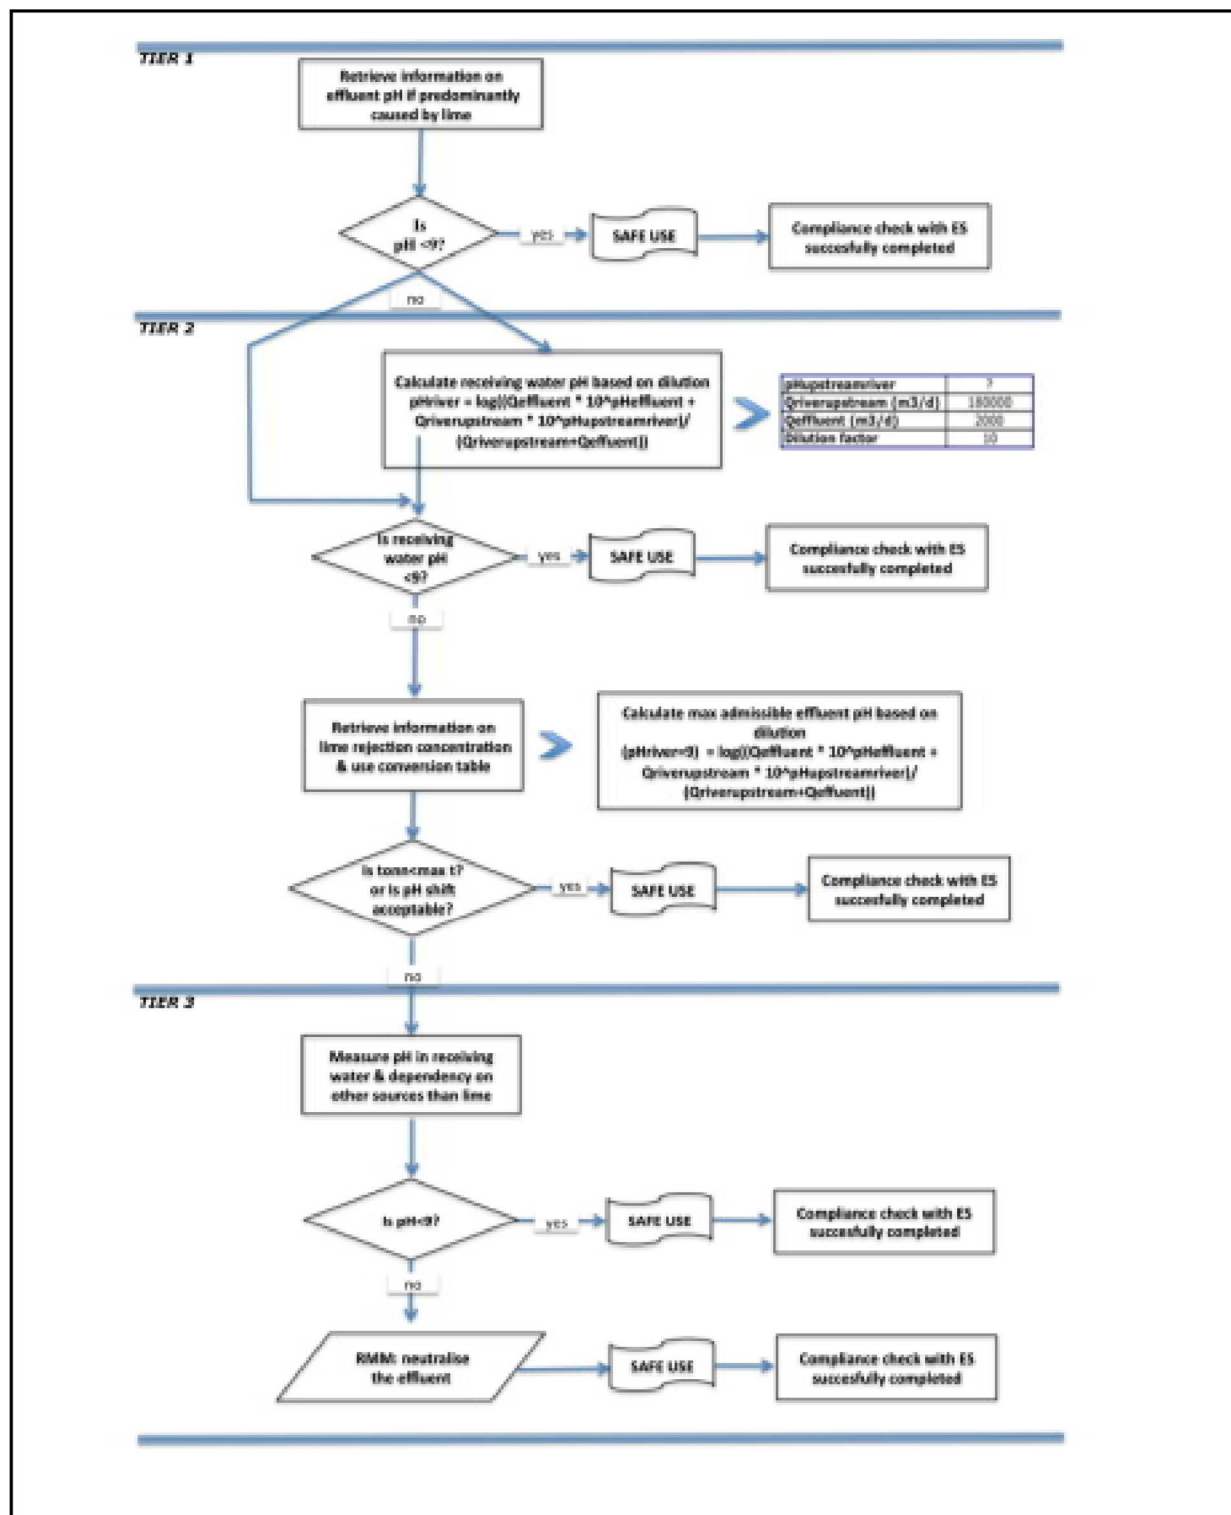 TIER 1
Retrieve information on
effluent pH if predominantly
caused by lime
Is
pH <9?
yes
SAFE USE
Compliance check with ES
succesfully completed
no
TIER 2
Calculate receiving water pH based on dilution
pHriver = log((Qeffluent * 10^pHeffluent +
Qriverupstream * 10^pHupstreamriver)/
(Qriverupstream+Qeffuent))
pHupstreamriver ?
Qriverupstream (m3/d) 180000
Qeffluent (m3/d) 2000
Dilution factor 10
Is receiving
water pH
<9?
yes
SAFE USE
Compliance check with ES
succesfully completed
no
Retrieve information on
lime rejection concentration
& use conversion table
Calculate max admissible effluent pH based on
dilution
(pHriver=9) = log((Qeffluent * 10^pHeffluent +
Qriverupstream * 10^pHupstreamriver)/
(Qriverupstream+Qeffuent))
Is tonn<max t?
or Is pH shift
acceptable?
yes
SAFE USE
Compliance check with ES
succesfully completed
no
TIER 3
Measure pH in receiving
water & dependency on
other sources than lime
Is pH<9?
yes
SAFE USE
Compliance check with ES
succesfully completed
no
RMM: neutralise
the effluent
SAFE USE
Compliance check with ES
succesfully completed